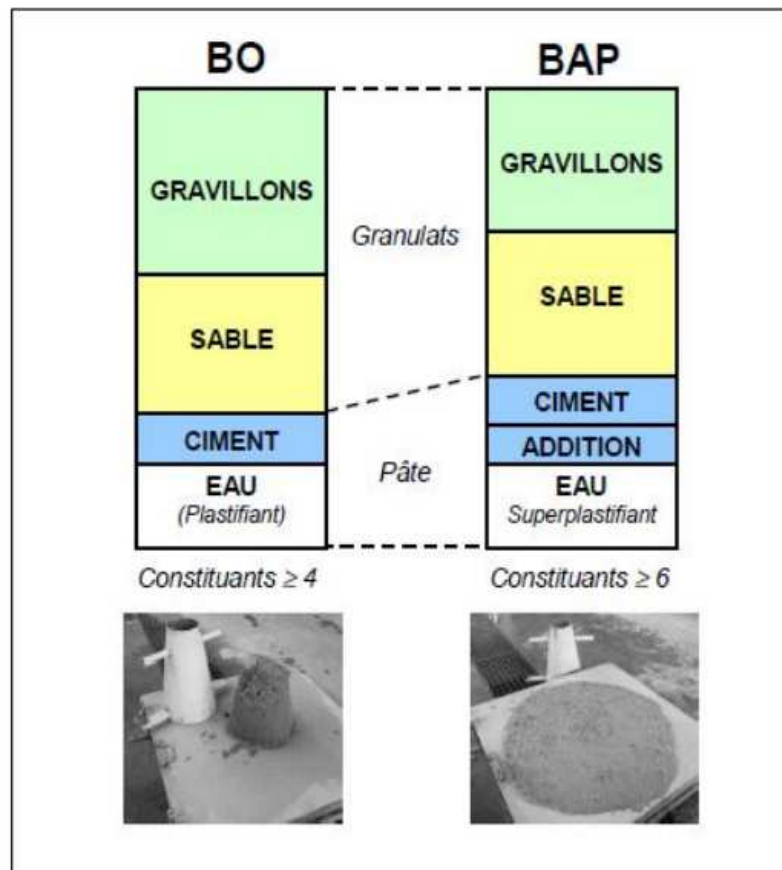 BO
BAP
GRAVILLONS
GRAVILLONS
Granulats
SABLE
SABLE
CIMENT
CIMENT
ADDITION
Pâte
EAU
(Plastifiant)
EAU
Superplastifiant
Constituants ≥ 4
Constituants ≥ 6